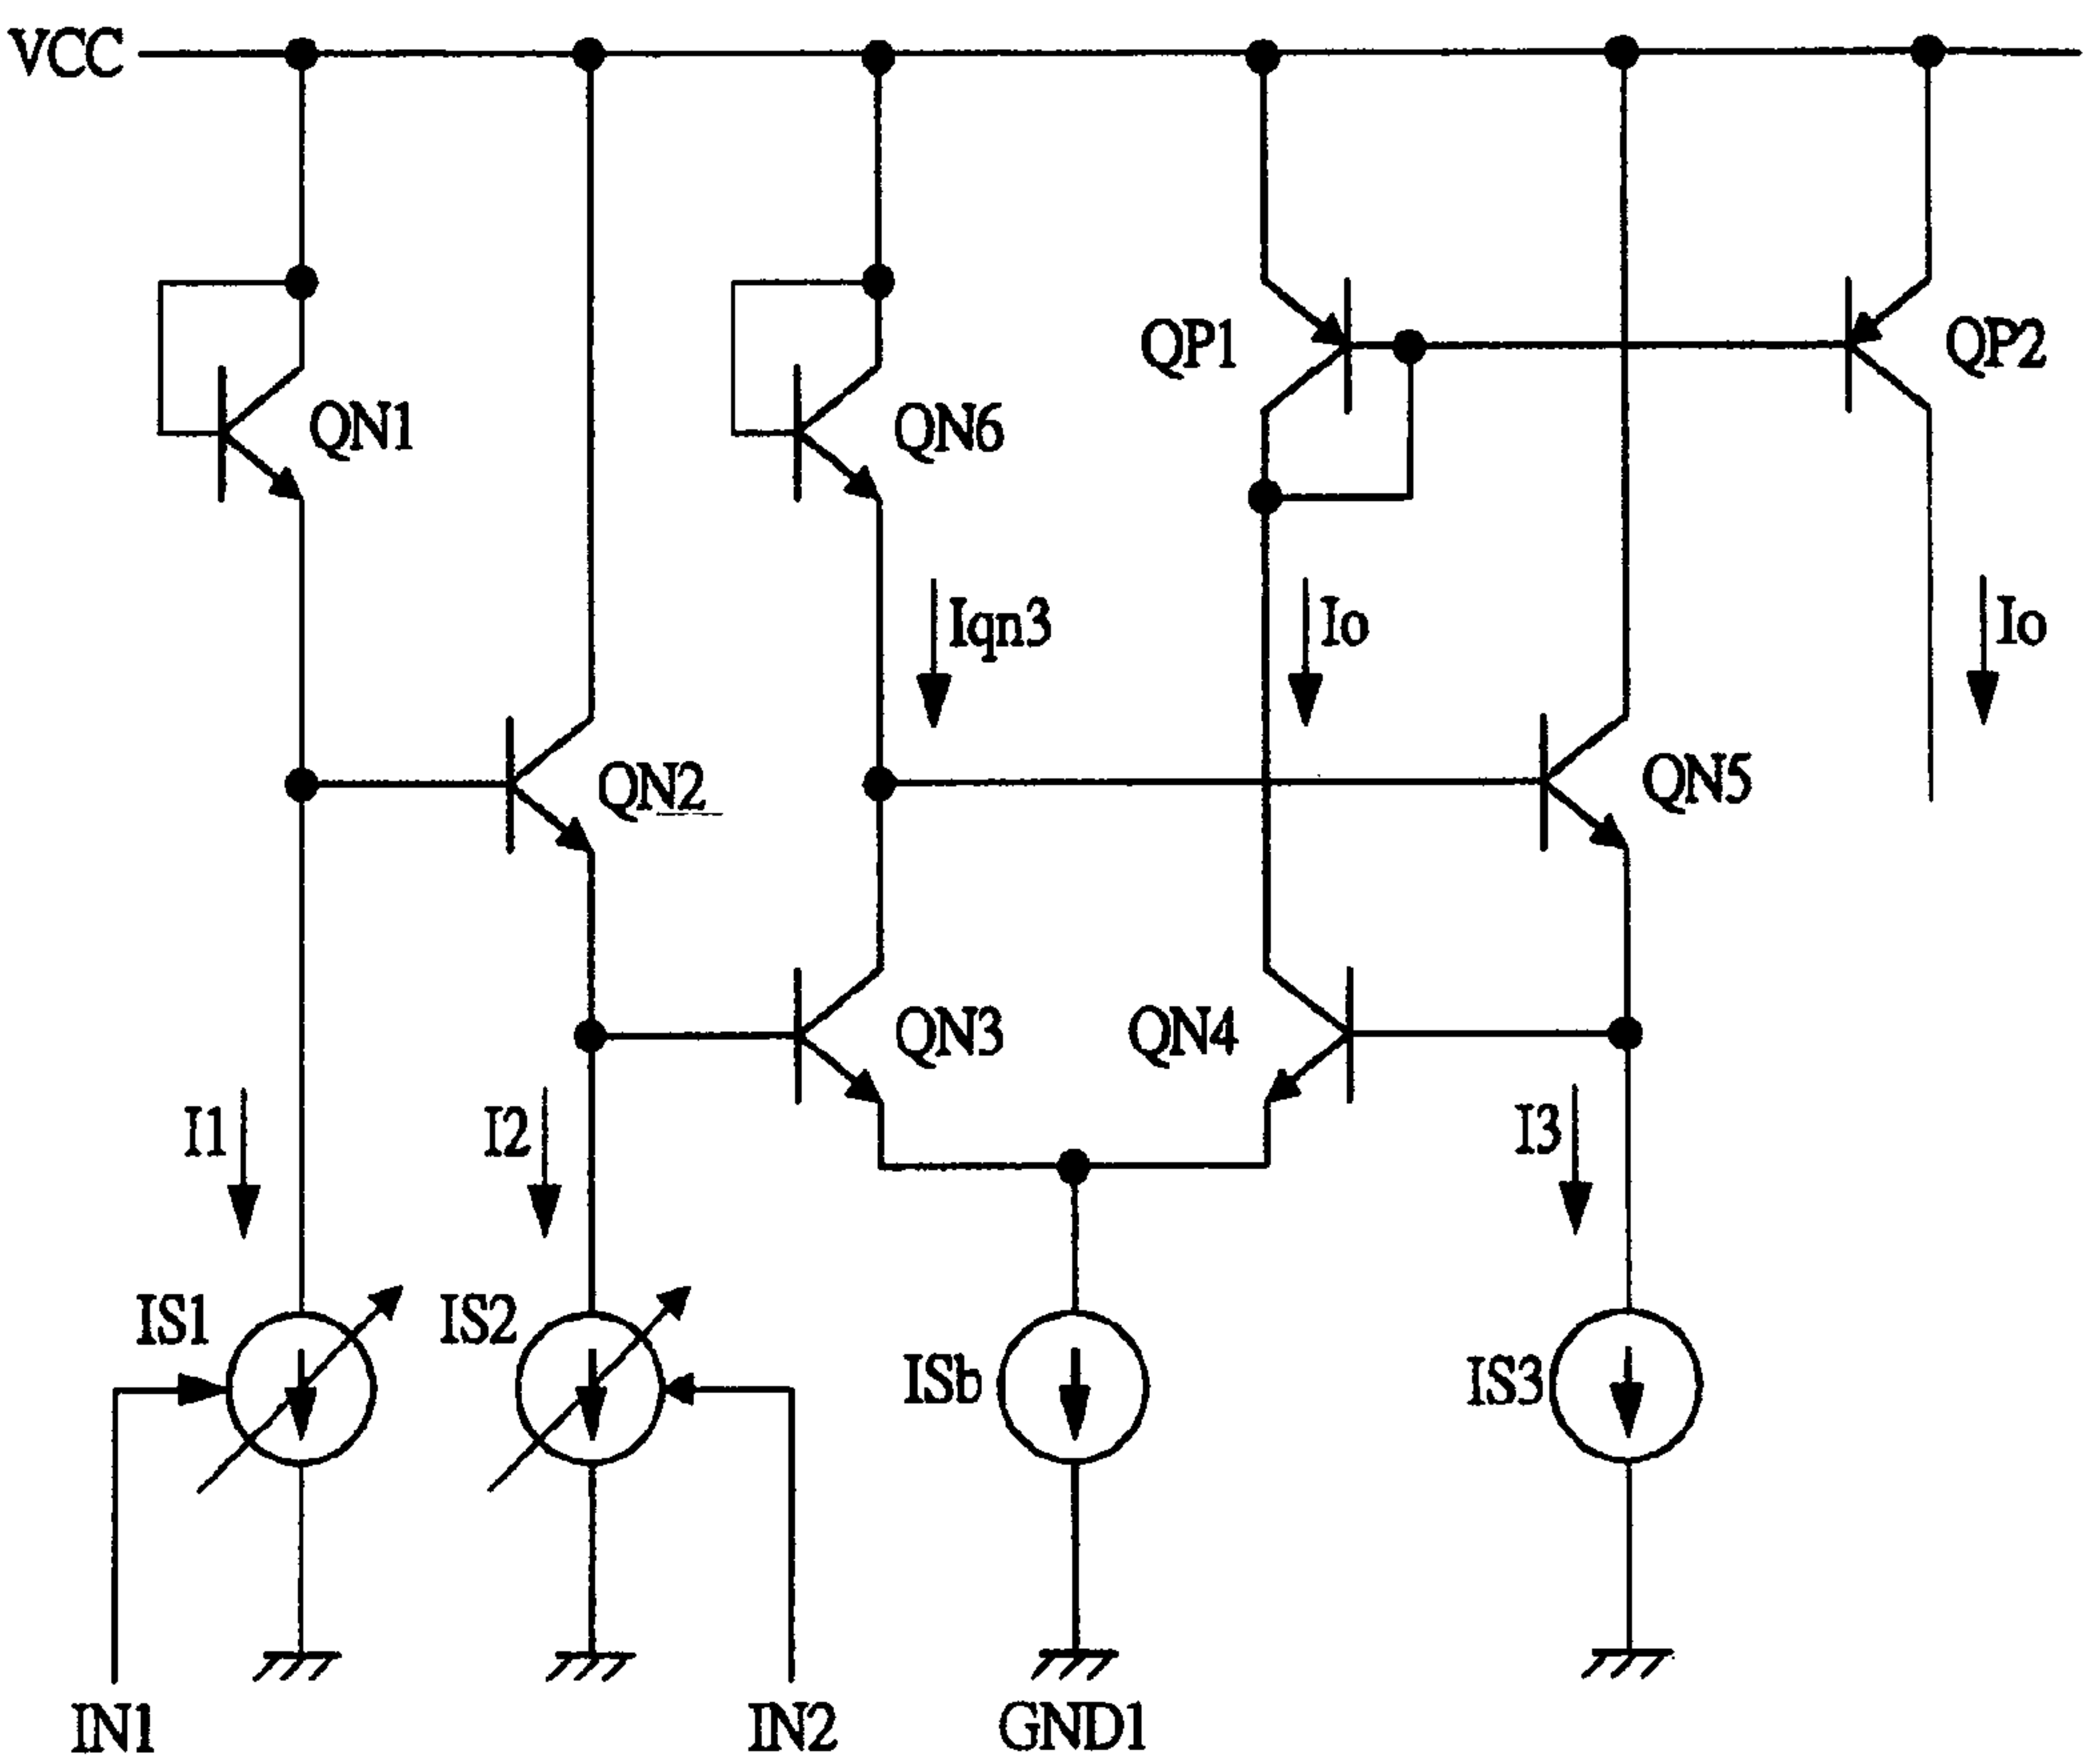 VCC
QP1
QP2
QN1
QN6
Iqn3
Io
Io
QN2
QN5
QN3
QN4
I1
I2
I3
IS1
IS2
ISb
IS3
IN1
IN2
GND1